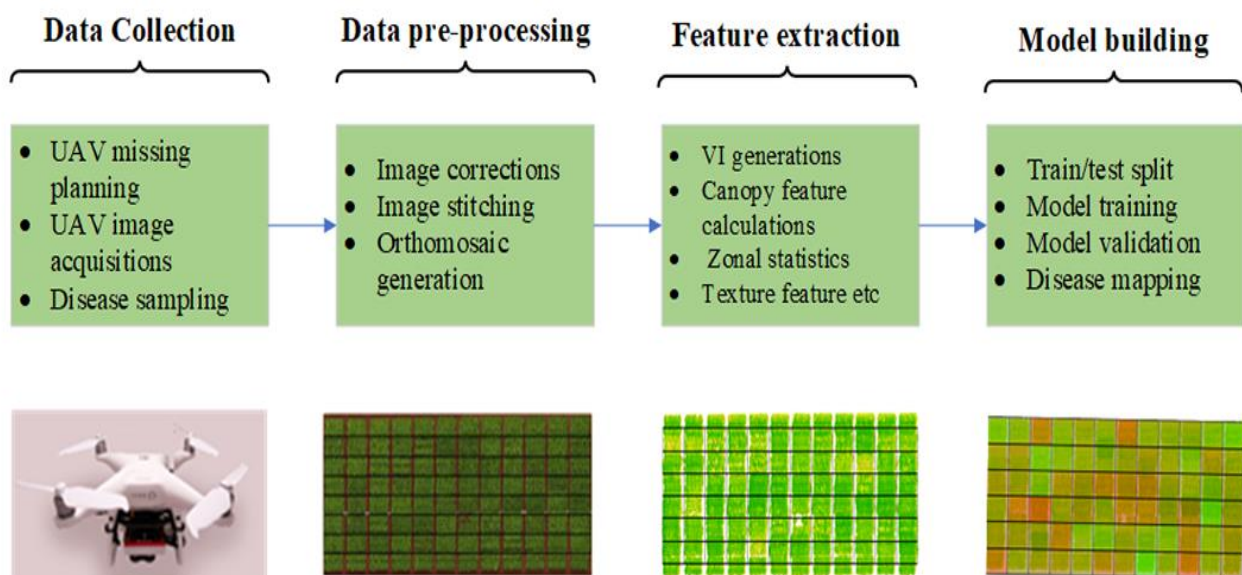 Data Collection
Data pre-processing
Feature extraction
Model building
• UAV missing
planning
• UAV image
acquisitions
• Disease sampling
• Image corrections
• Image stitching
• Orthomosaic
generation
• VI generations
• Canopy feature
calculations
• Zonal statistics
• Texture feature etc
• Train/test split
• Model training
• Model validation
• Disease mapping